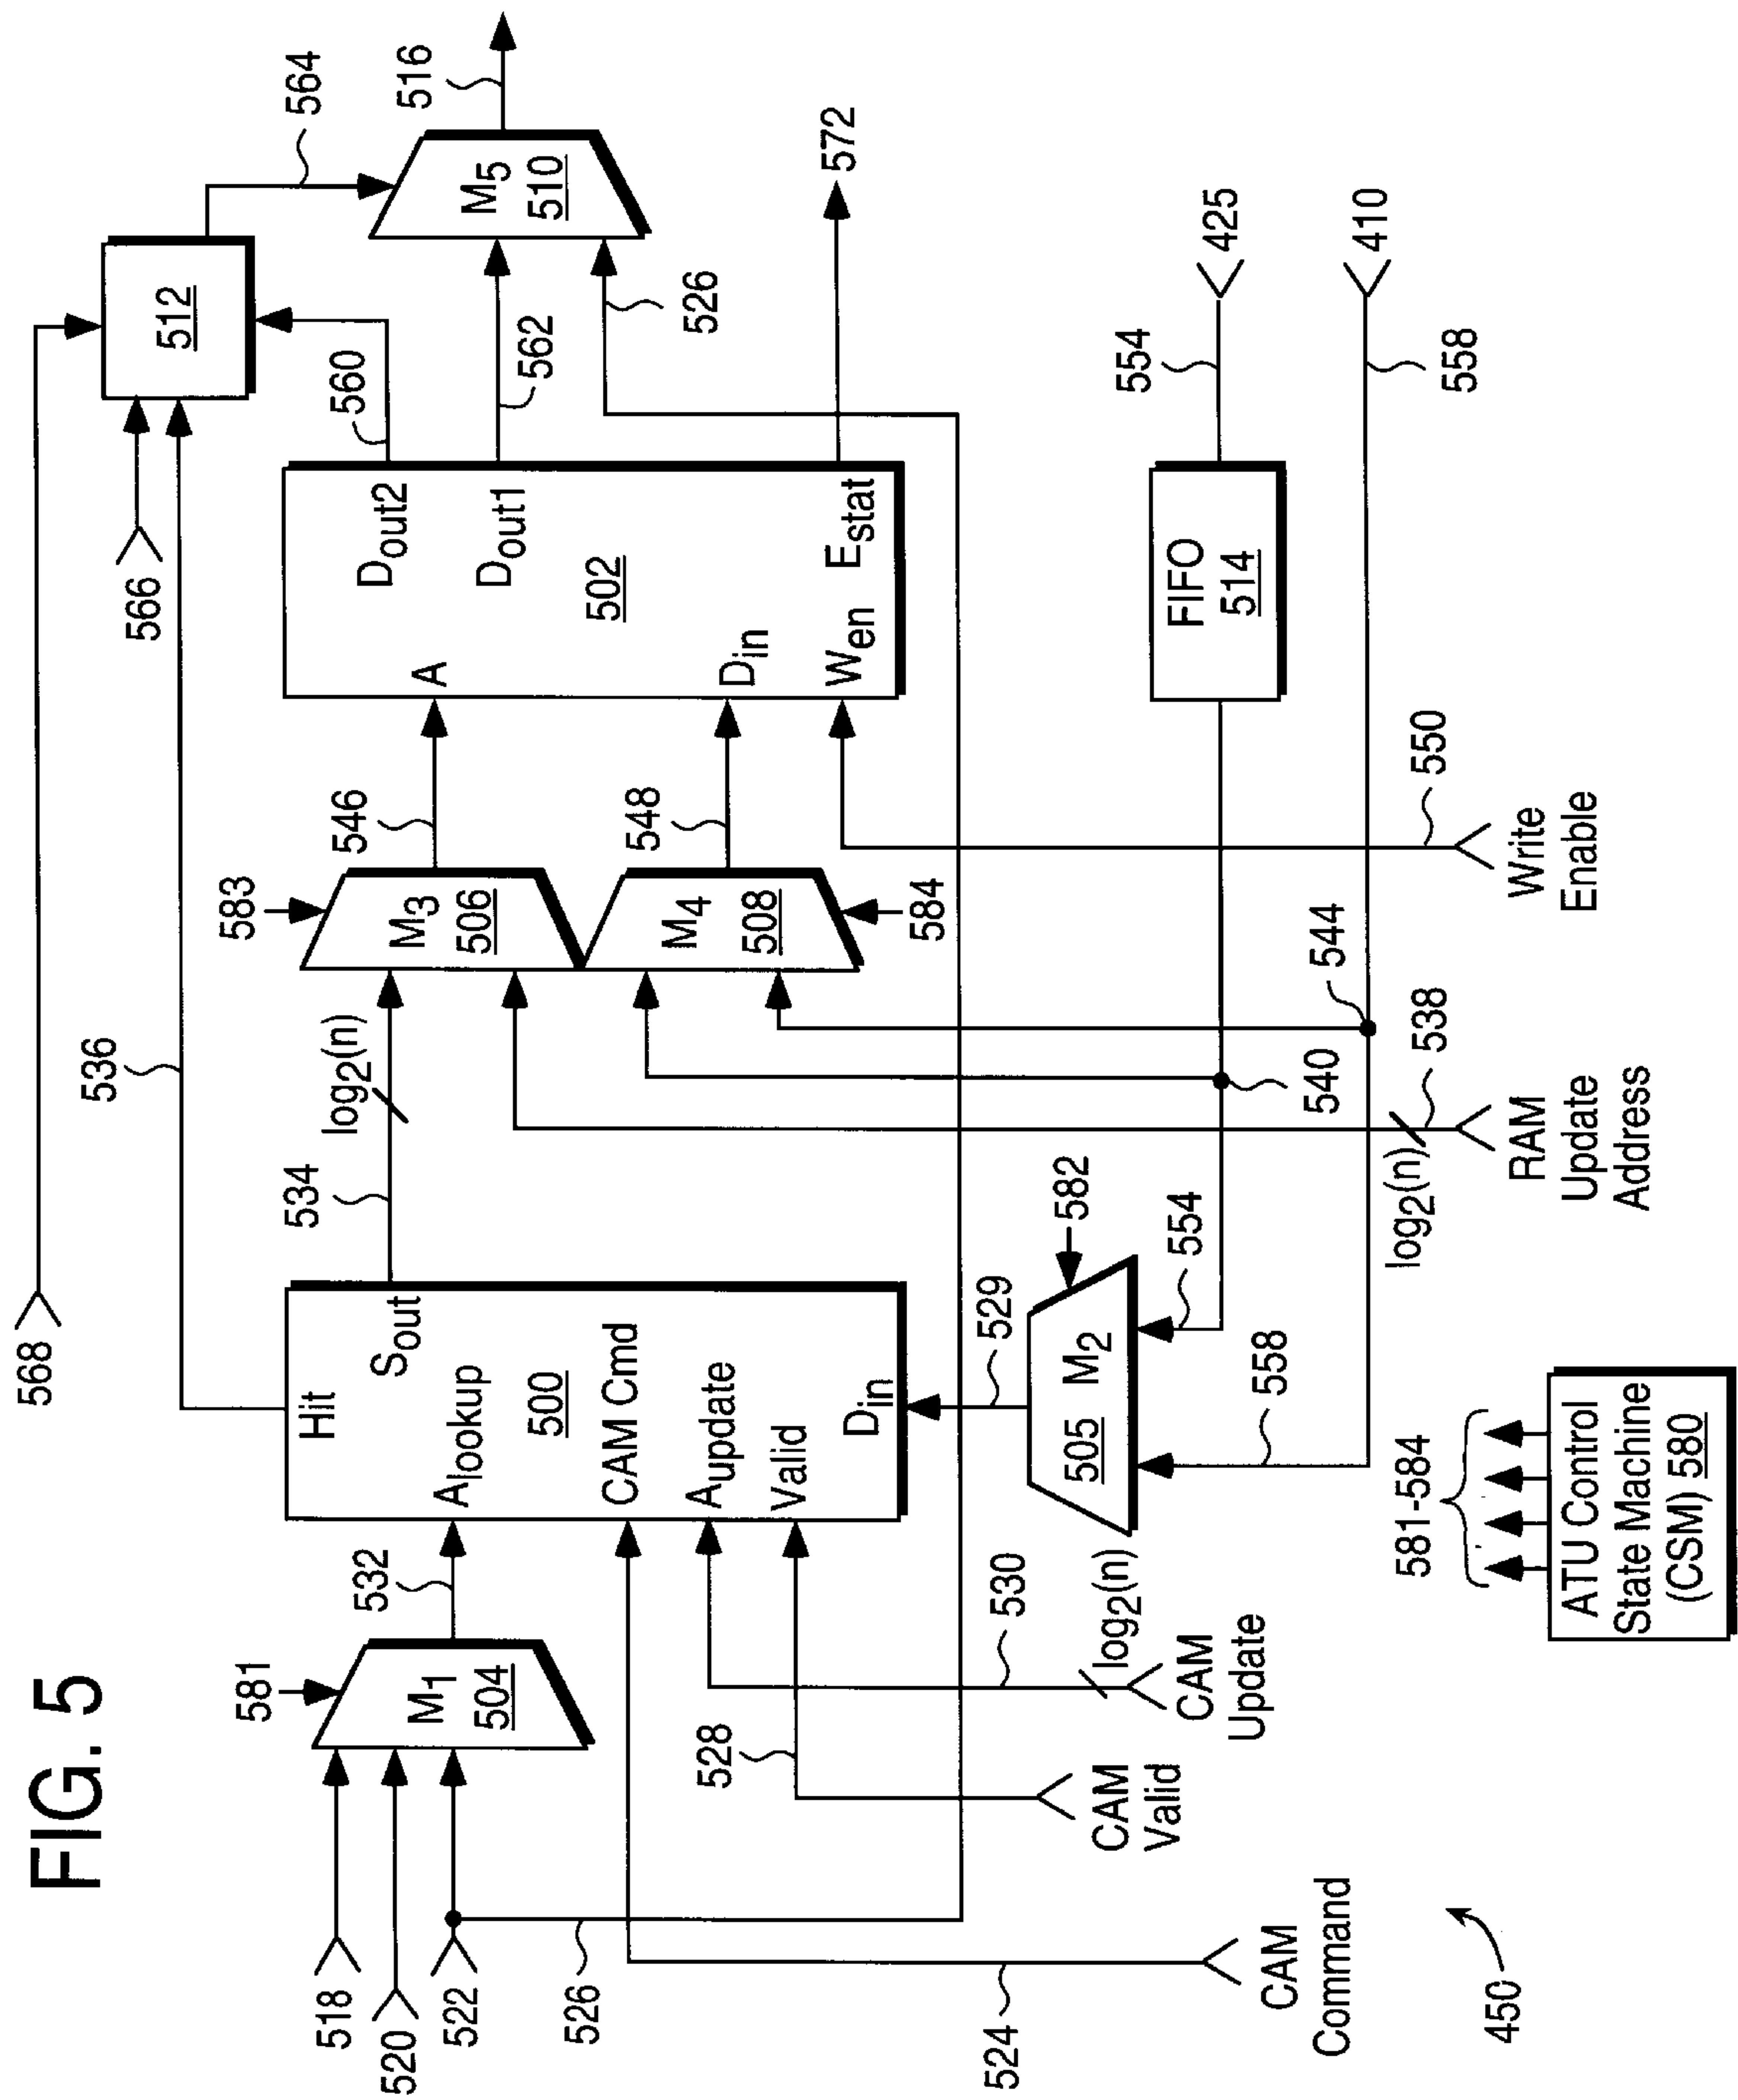 FIG. 5
568
566
536
512
564
516
518
520
522
581
M1
504
532
526
Hit
Sout
Alookup
500
CAM Cmd
Aupdate
Valid
Din
534
log2(n)
583
M3
506
546
M4
508
548
584
A
Din
Wen
502
Dout2
Dout1
Estat
560
562
526
M5
510
572
524
CAM
Command
528
CAM
Valid
530
log2(n)
CAM
Update
529
505
M2
582
554
558
540
544
538
log2(n)
RAM
Update
Address
550
Write
Enable
FIFO
514
554
425
558
410
450
581-584
ATU Control
State Machine
(CSM) 580